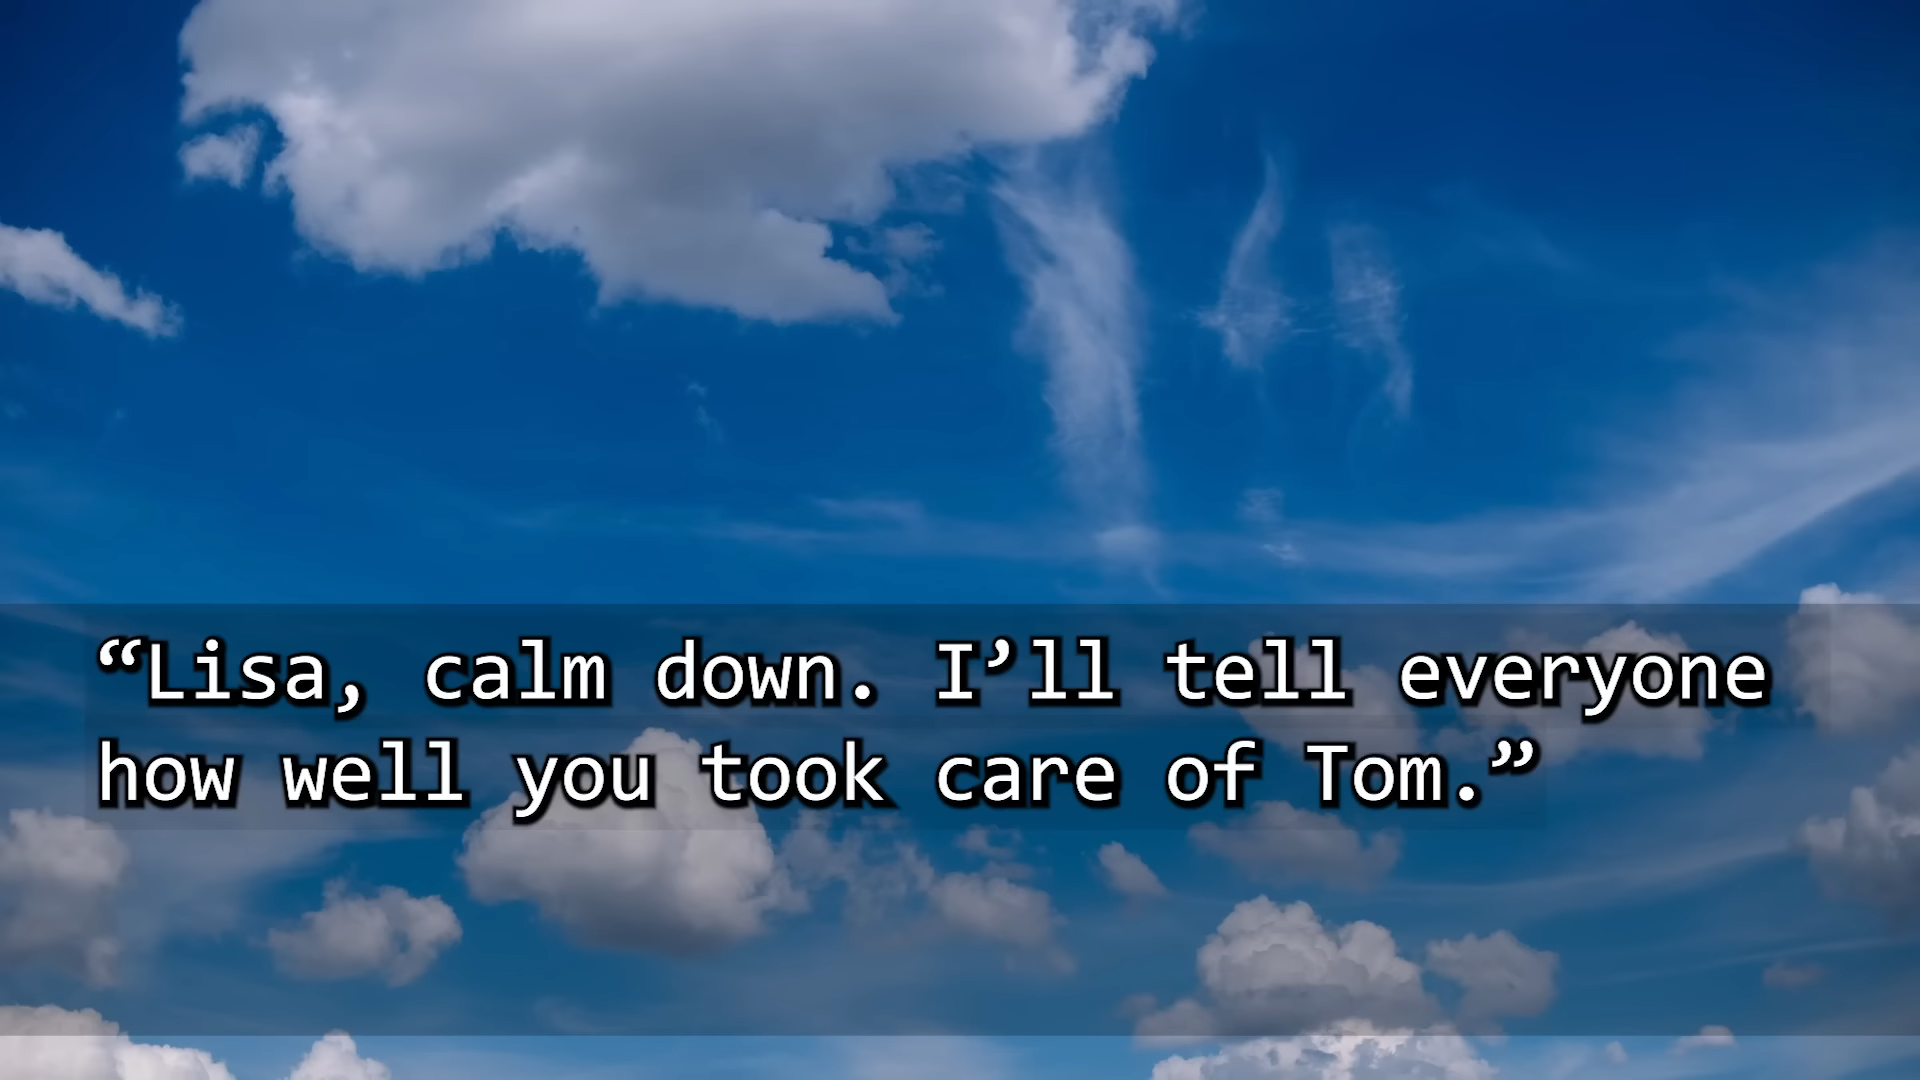 “Lisa, calm down. I’ll tell everyone
how well you took care of Tom.”